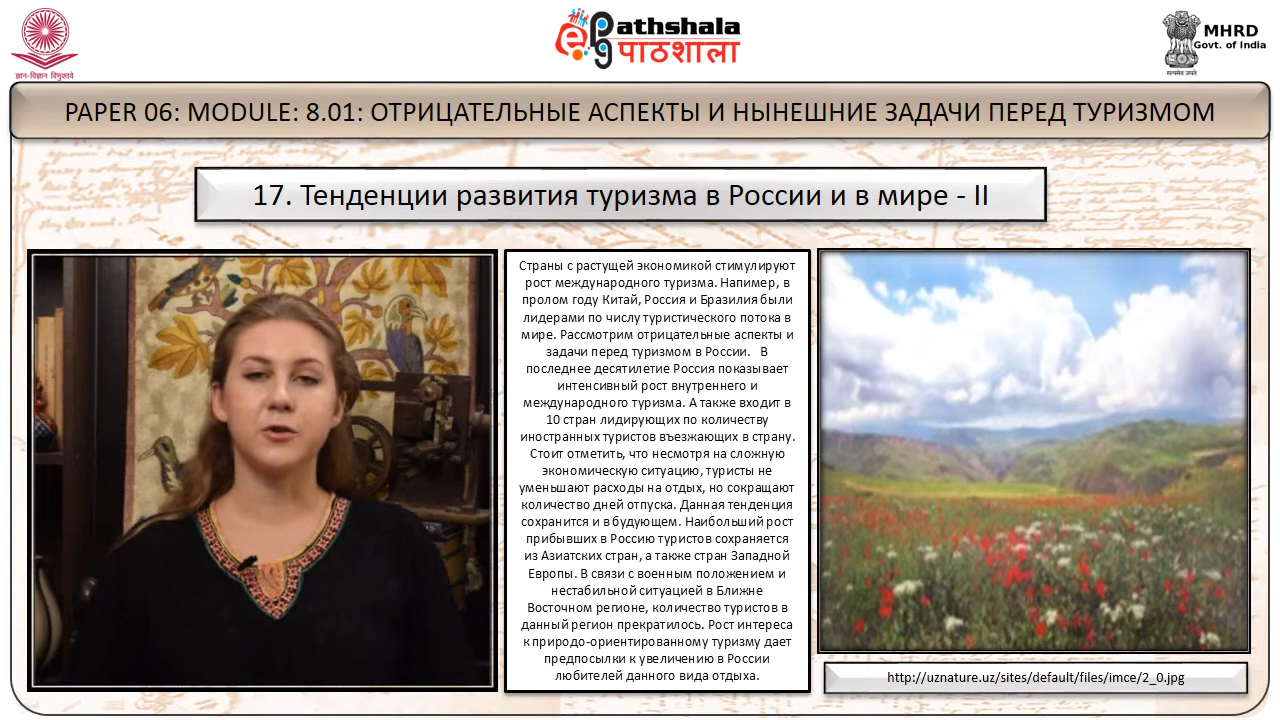 ePG Pathshala
पाठशाला
MHRD
Govt. of India
ज्ञान-विज्ञान विमुक्तये
सत्यमेव जयते
PAPER 06: MODULE: 8.01: ОТРИЦАТЕЛЬНЫЕ АСПЕКТЫ И НЫНЕШНИЕ ЗАДАЧИ ПЕРЕД ТУРИЗМОМ
17. Тенденции развития туризма в России и в мире - II
Страны с растущей экономикой стимулируют
рост международного туризма. Напимер, в
пролом году Китай, Россия и Бразилия были
лидерами по числу туристического потока в
мире. Рассмотрим отрицательные аспекты и
задачи перед туризмом в России. В
последнее десятилетие Россия показывает
интенсивный рост внутреннего и
международного туризма. А также входит в
10 стран лидирующих по количеству
иностранных туристов въезжающих в страну.
Стоит отметить, что несмотря на сложную
экономическую ситуацию, туристы не
уменьшают расходы на отдых, но сокращают
количество дней отпуска. Данная тенденция
сохранится и в будующем. Наибольший рост
прибывших в Россию туристов сохраняется
из Азиатских стран, а также стран Западной
Европы. В связи с военным положением и
нестабильной ситуацией в Ближне
Восточном регионе, количество туристов в
данный регион прекратилось. Рост интереса
к природо-ориентированному туризму дает
предпосылки к увеличению в России
любителей данного вида отдыха.
http://uznature.uz/sites/default/files/imce/2_0.jpg